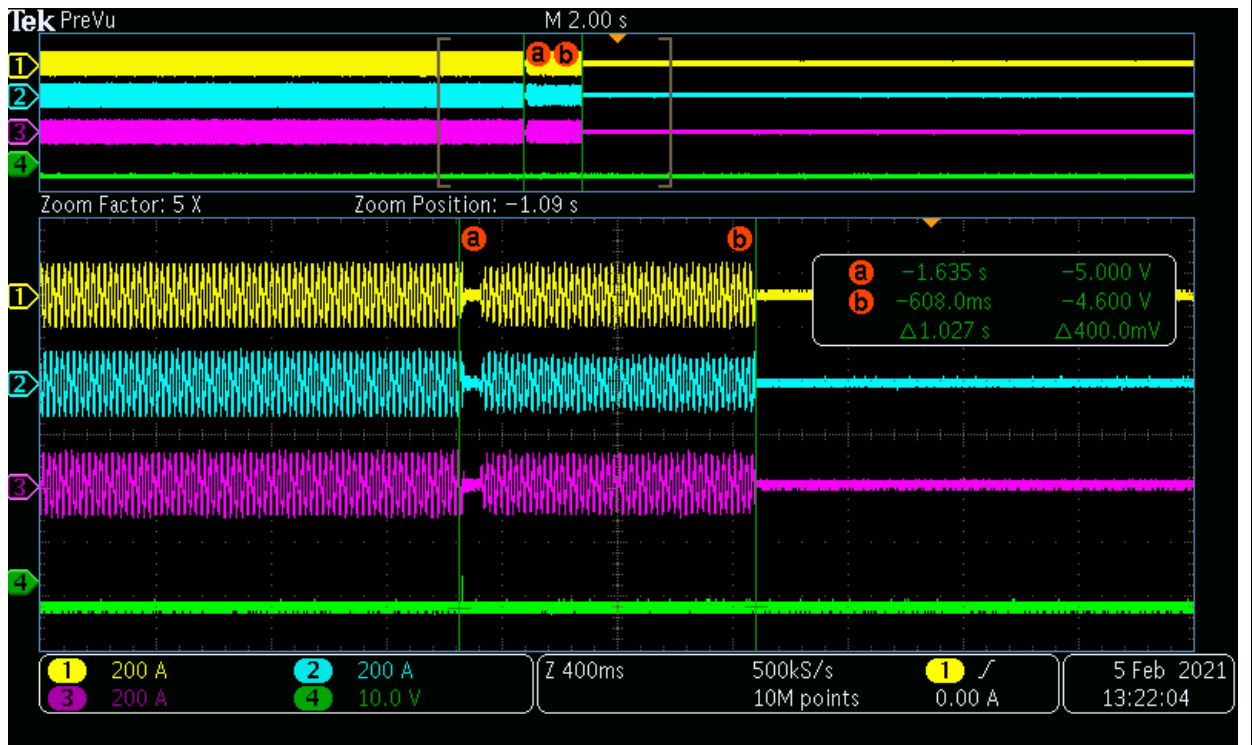 Tek PreVu M 2.00 s
a b
1
2
3
4
Zoom Factor: 5 X Zoom Position: −1.09 s
a b
a −1.635 s −5.000 V
b −608.0ms −4.600 V
△1.027 s △400.0mV
1
2
3
4
1 200 A 2 200 A Z 400ms 500kS/s 1 5 Feb 2021
3 200 A 4 10.0 V 10M points 0.00 A 13:22:04